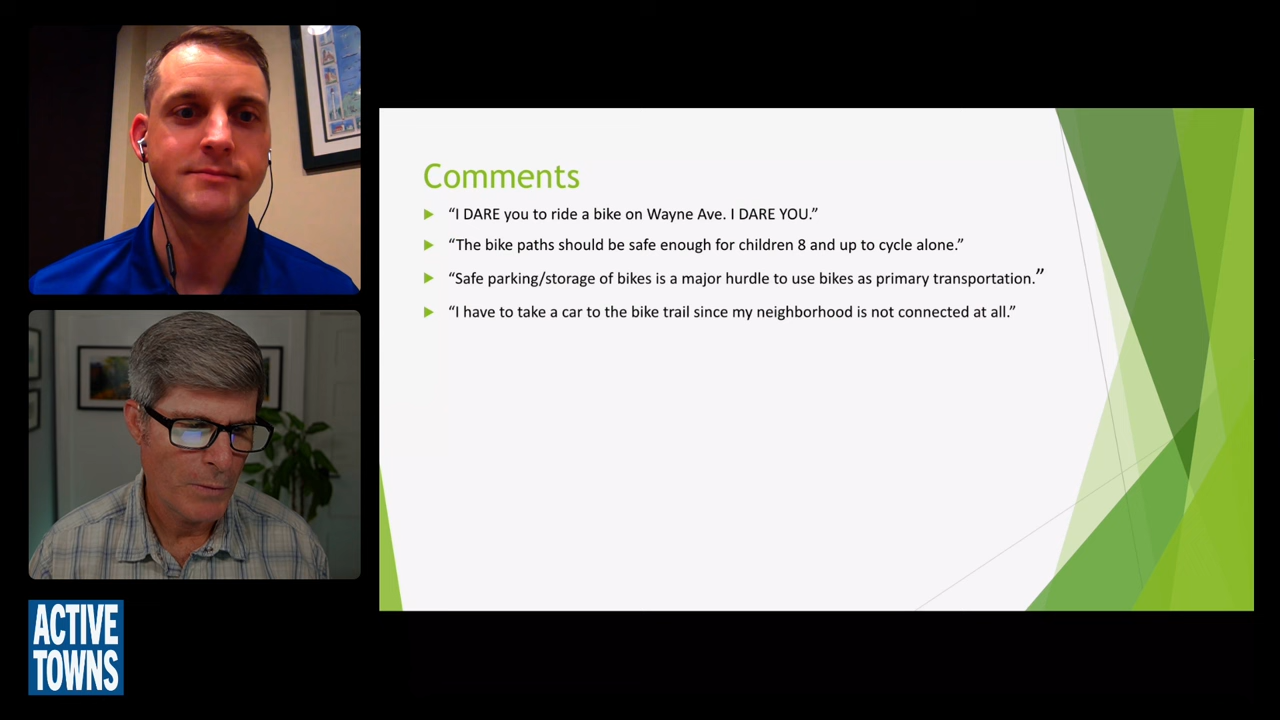 Comments
“I DARE you to ride a bike on Wayne Ave. I DARE YOU.”
“The bike paths should be safe enough for children 8 and up to cycle alone.”
“Safe parking/storage of bikes is a major hurdle to use bikes as primary transportation.”
“I have to take a car to the bike trail since my neighborhood is not connected at all.”
ACTIVE
TOWNS